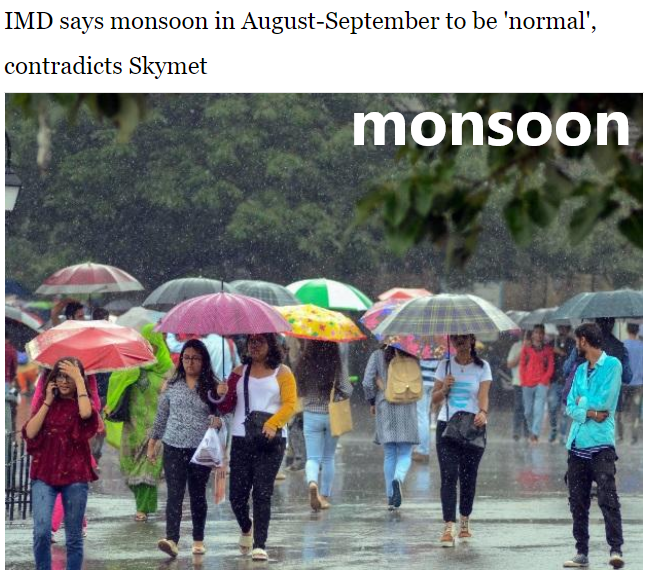 IMD says monsoon in August-September to be 'normal',
contradicts Skymet
monsoon